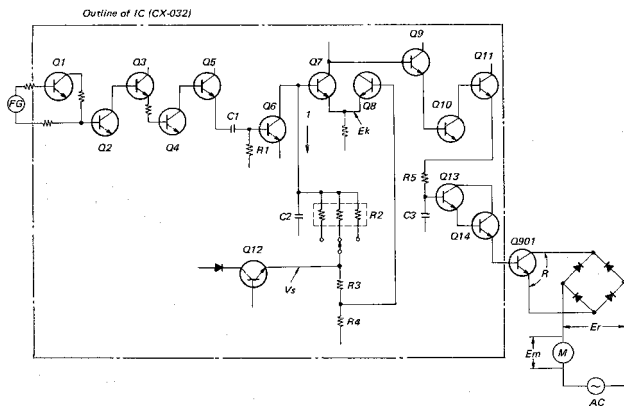 Outline of IC (CX-032)
Q9
Q1
Q3
Q5
Q7
Q11
Q8
Q6
C1
Q10
FG
1
Ek
Q2
Q4
R1
R5
Q13
C2
R2
C3
Q14
Q12
Q901
R
R3
Vs
R4
Er
Em
M
AC